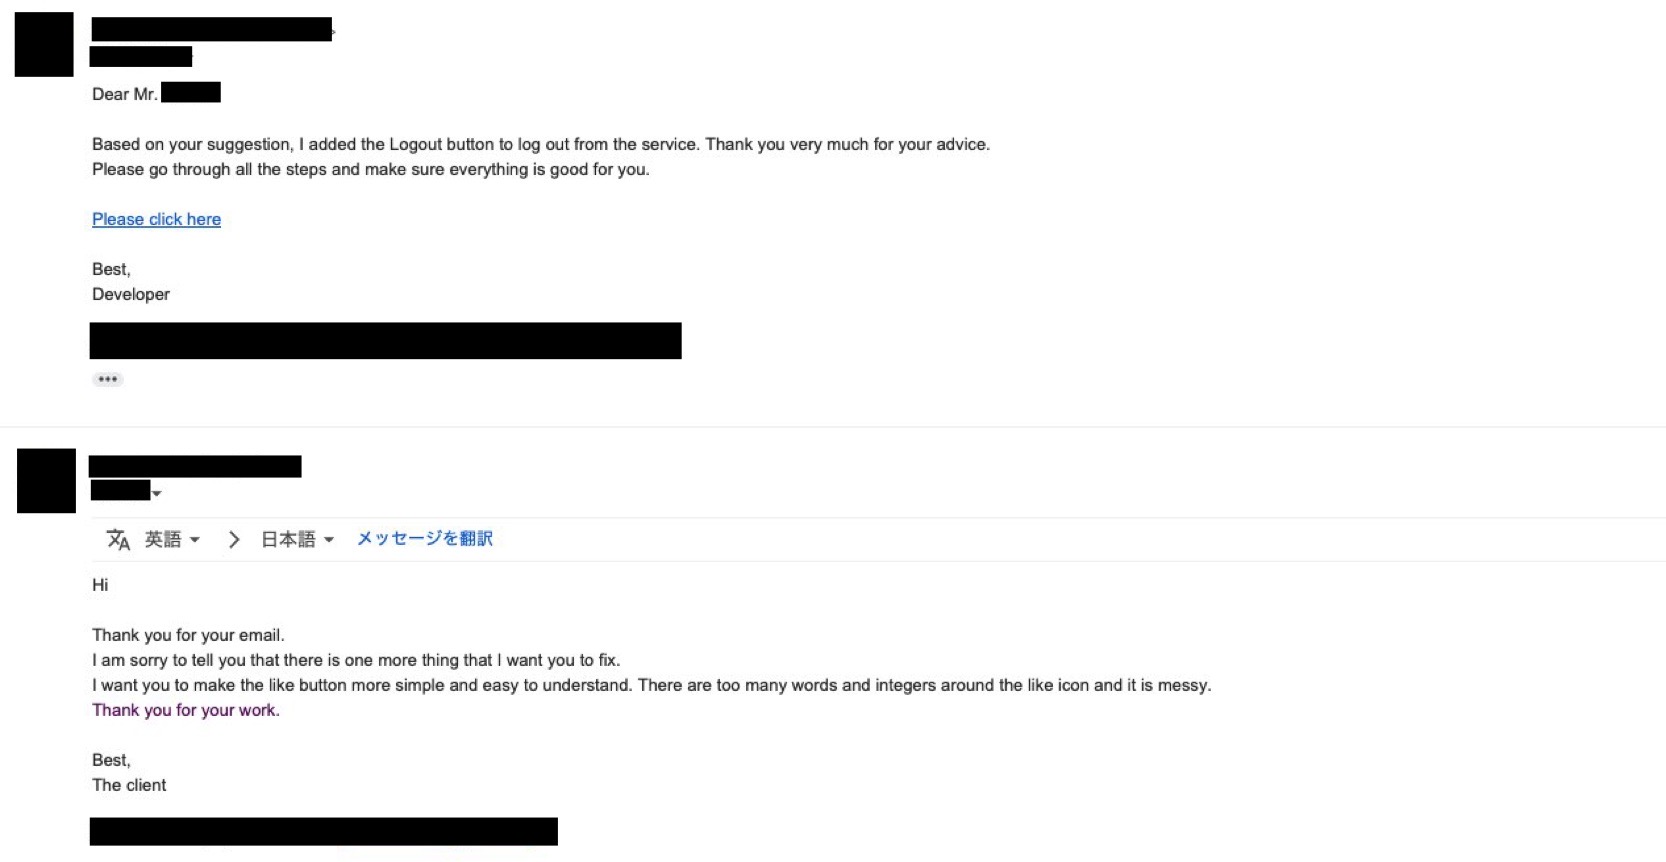 Dear Mr.
Based on your suggestion, I added the Logout button to log out from the service. Thank you very much for your advice.
Please go through all the steps and make sure everything is good for you.
Please click here
Best,
Developer
英語 日本語 メッセージを翻訳
Hi
Thank you for your email.
I am sorry to tell you that there is one more thing that I want you to fix.
I want you to make the like button more simple and easy to understand. There are too many words and integers around the like icon and it is messy.
Thank you for your work.
Best,
The client